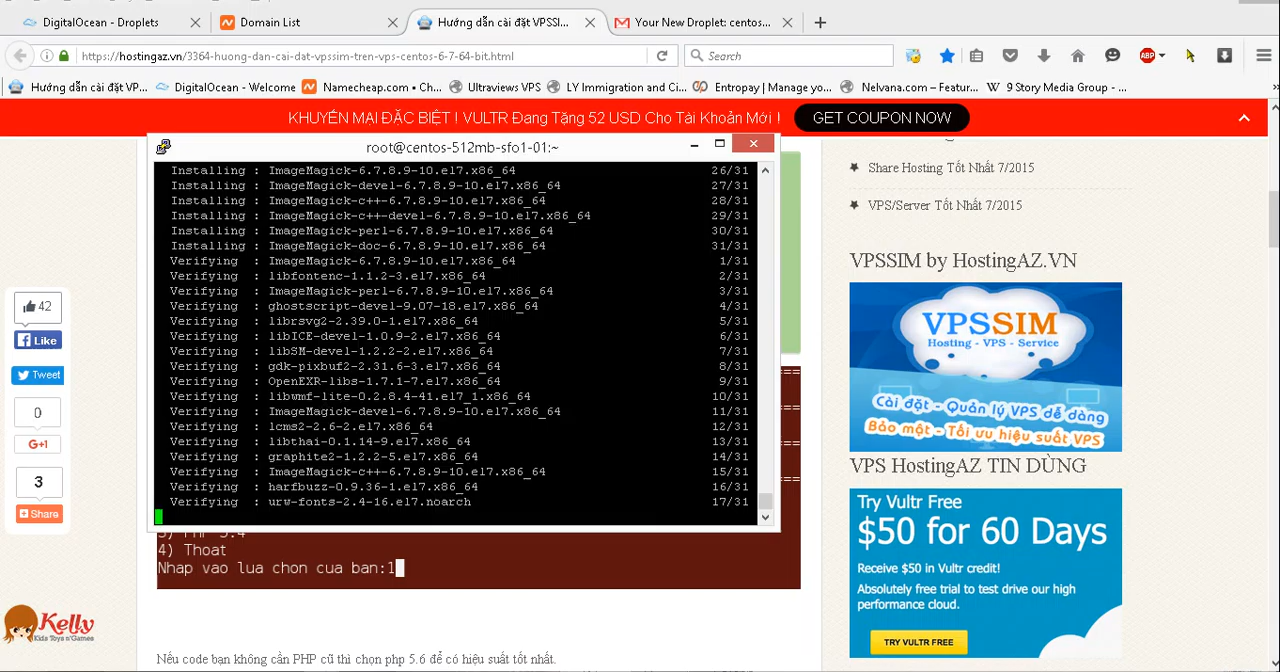 DigitalOcean - Droplets
Domain List
Hướng dẫn cài đặt VPSSI...
Your New Droplet: centos...
https://hostingaz.vn/3364-huong-dan-cai-dat-vpssim-tren-vps-centos-6-7-64-bit.html
Search
ABP
Hướng dẫn cài đặt VP...
DigitalOcean - Welcome
Namecheap.com • Ch...
Ultraviews VPS
LY Immigration and Ci...
Entropay | Manage yo...
Nelvana.com – Featur...
W 9 Story Media Group - ...
KHUYẾN MẠI ĐẶC BIỆT ! VULTR Đang Tặng 52 USD Cho Tài Khoản Mới !
GET COUPON NOW
root@centos-512mb-sfo1-01:~
Installing : ImageMagick-6.7.8.9-10.el7.x86_64 26/31
Installing : ImageMagick-devel-6.7.8.9-10.el7.x86_64 27/31
Installing : ImageMagick-c++-6.7.8.9-10.el7.x86_64 28/31
Installing : ImageMagick-c++-devel-6.7.8.9-10.el7.x86_64 29/31
Installing : ImageMagick-perl-6.7.8.9-10.el7.x86_64 30/31
Installing : ImageMagick-doc-6.7.8.9-10.el7.x86_64 31/31
Verifying : ImageMagick-6.7.8.9-10.el7.x86_64 1/31
Verifying : libfontenc-1.1.2-3.el7.x86_64 2/31
Verifying : ImageMagick-perl-6.7.8.9-10.el7.x86_64 3/31
Verifying : ghostscript-devel-9.07-18.el7.x86_64 4/31
Verifying : librsvg2-2.39.0-1.el7.x86_64 5/31
Verifying : libICE-devel-1.0.9-2.el7.x86_64 6/31
Verifying : libSM-devel-1.2.2-2.el7.x86_64 7/31
Verifying : gdk-pixbuf2-2.31.6-3.el7.x86_64 8/31
Verifying : OpenEXR-libs-1.7.1-7.el7.x86_64 9/31
Verifying : libwmf-lite-0.2.8.4-41.el7_1.x86_64 10/31
Verifying : ImageMagick-devel-6.7.8.9-10.el7.x86_64 11/31
Verifying : lcms2-2.6-2.el7.x86_64 12/31
Verifying : libthai-0.1.14-9.el7.x86_64 13/31
Verifying : graphite2-1.2.2-5.el7.x86_64 14/31
Verifying : ImageMagick-c++-6.7.8.9-10.el7.x86_64 15/31
Verifying : harfbuzz-0.9.36-1.el7.x86_64 16/31
Verifying : urw-fonts-2.4-16.el7.noarch 17/31
3) PHP 5.4
4) Thoat
Nhap vao lua chon cua ban:1
Nếu code bạn không cần PHP cũ thì chọn php 5.6 để có hiệu suất tốt nhất.
42
Like
Tweet
0
G+1
3
Share
Kelly
Kids Toys n'Games
Share Hosting Tốt Nhất 7/2015
VPS/Server Tốt Nhất 7/2015
VPSSIM by HostingAZ.VN
VPSSIM
Hosting - VPS - Service
Cài đặt - Quản lý VPS dễ dàng
Bảo mật - Tối ưu hiệu suất VPS
VPS HostingAZ TIN DÙNG
Try Vultr Free
$50 for 60 Days
Receive $50 in Vultr credit!
Absolutely free trial to test drive our high
performance cloud.
TRY VULTR FREE